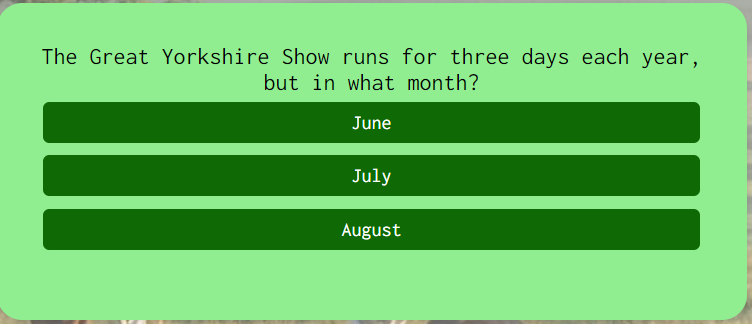 The Great Yorkshire Show runs for three days each year,
but in what month?
June
July
August